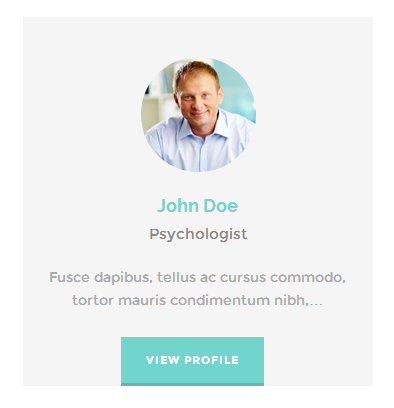 John Doe
Psychologist
Fusce dapibus, tellus ac cursus commodo,
tortor mauris condimentum nibh,...
VIEW PROFILE